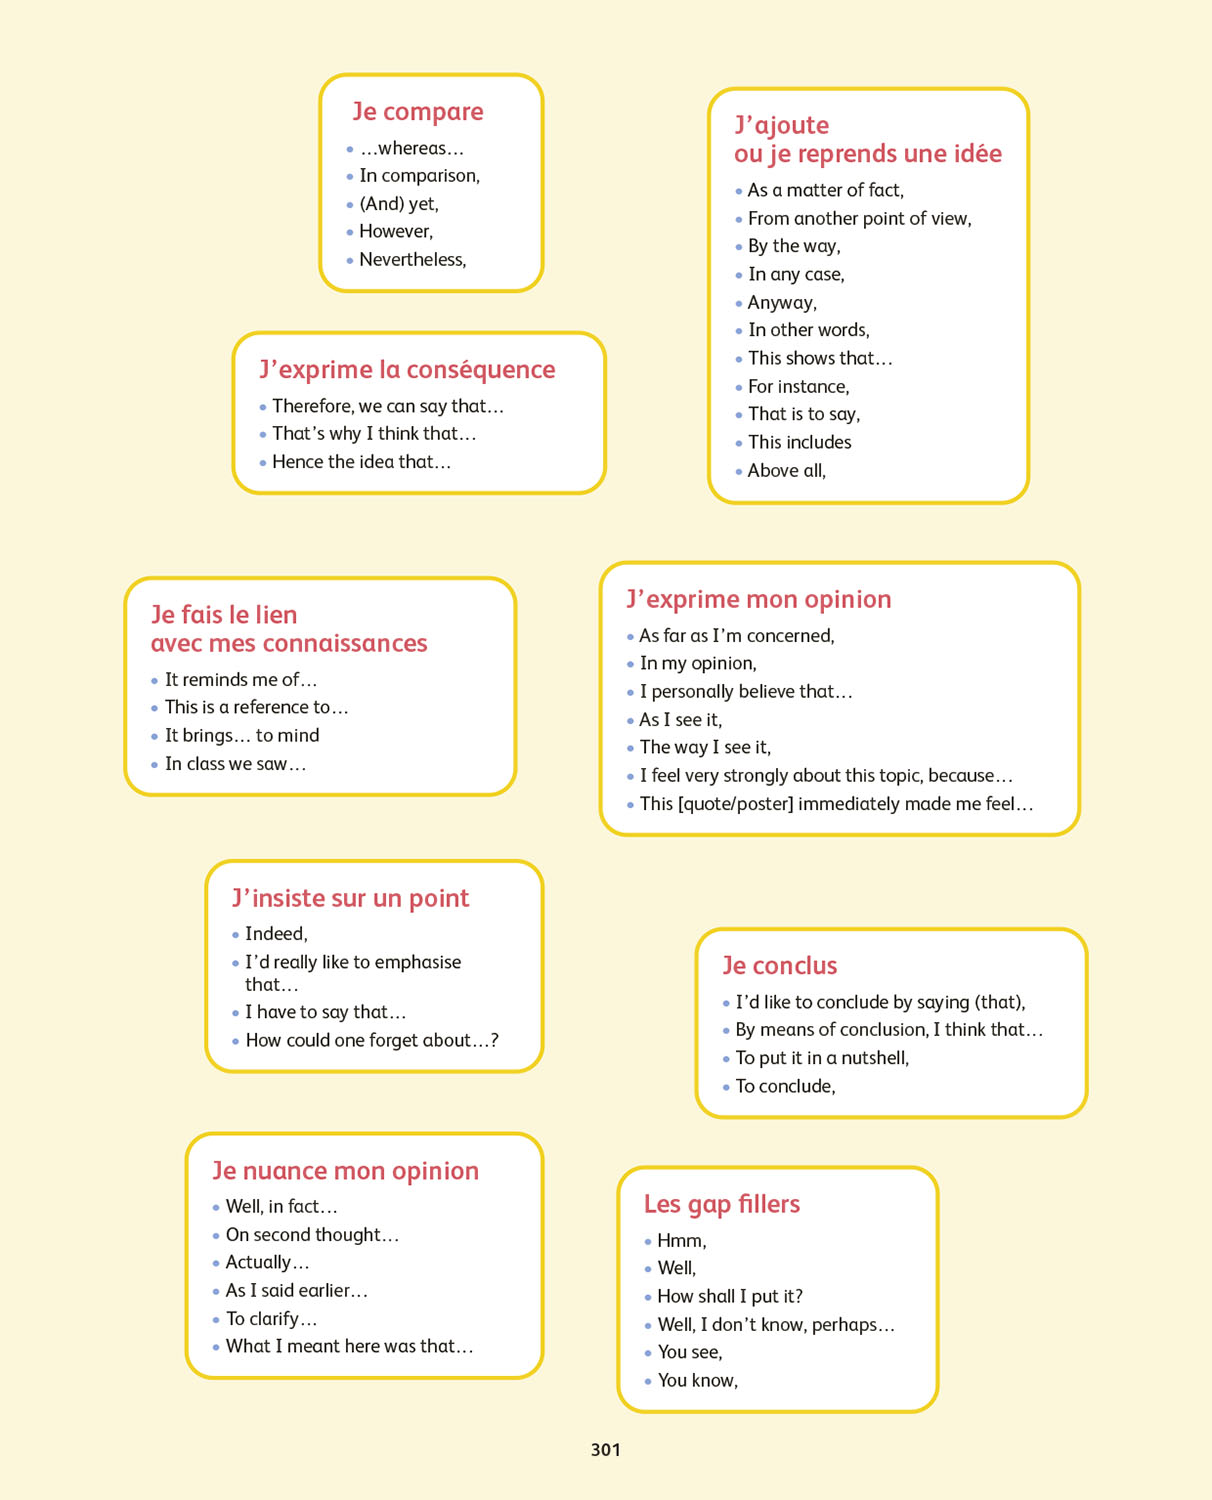 Je compare
• …whereas…
• In comparison,
• (And) yet,
• However,
• Nevertheless,
J’exprime la conséquence
• Therefore, we can say that…
• That’s why I think that…
• Hence the idea that…
J’ajoute
ou je reprends une idée
• As a matter of fact,
• From another point of view,
• By the way,
• In any case,
• Anyway,
• In other words,
• This shows that…
• For instance,
• That is to say,
• This includes
• Above all,
Je fais le lien
avec mes connaissances
• It reminds me of…
• This is a reference to…
• It brings… to mind
• In class we saw…
J’exprime mon opinion
• As far as I’m concerned,
• In my opinion,
• I personally believe that…
• As I see it,
• The way I see it,
• I feel very strongly about this topic, because…
• This [quote/poster] immediately made me feel…
J’insiste sur un point
• Indeed,
• I’d really like to emphasise
that…
• I have to say that…
• How could one forget about…?
Je conclus
• I’d like to conclude by saying (that),
• By means of conclusion, I think that…
• To put it in a nutshell,
• To conclude,
Je nuance mon opinion
• Well, in fact…
• On second thought…
• Actually…
• As I said earlier…
• To clarify…
• What I meant here was that…
Les gap fillers
• Hmm,
• Well,
• How shall I put it?
• Well, I don’t know, perhaps…
• You see,
• You know,
301